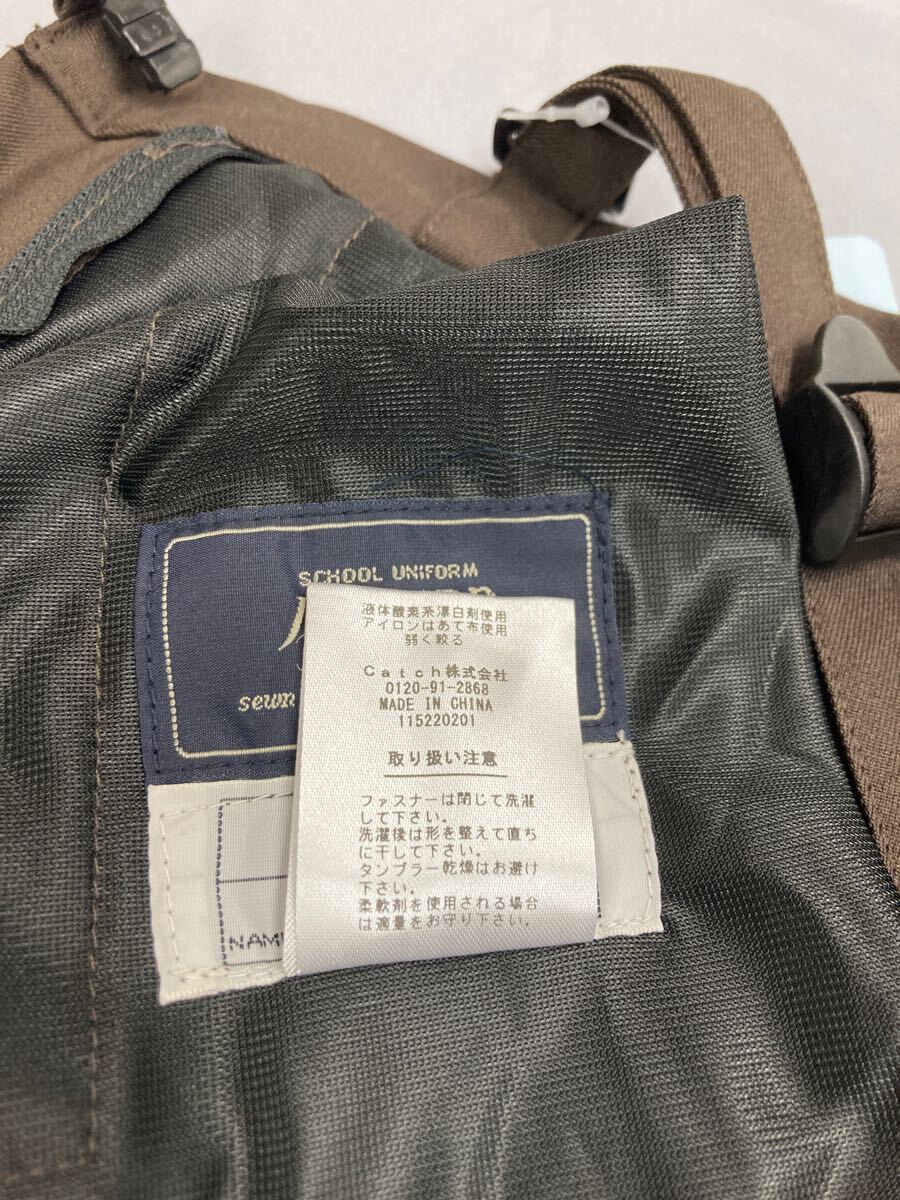 SCHOOL UNIFORM
sewn
液体酸素系漂白剤使用
アイロンはあて布使用
弱く絞る
Catch株式会社
0120-91-2868
MADE IN CHINA
115220201
取り扱い注意
ファスナーは閉じて洗濯
して下さい。
洗濯後は形を整えて直ち
に干して下さい。
タンブラー乾燥はお避け
下さい。
柔軟剤を使用される場合
は適量をお守り下さい。
NAME